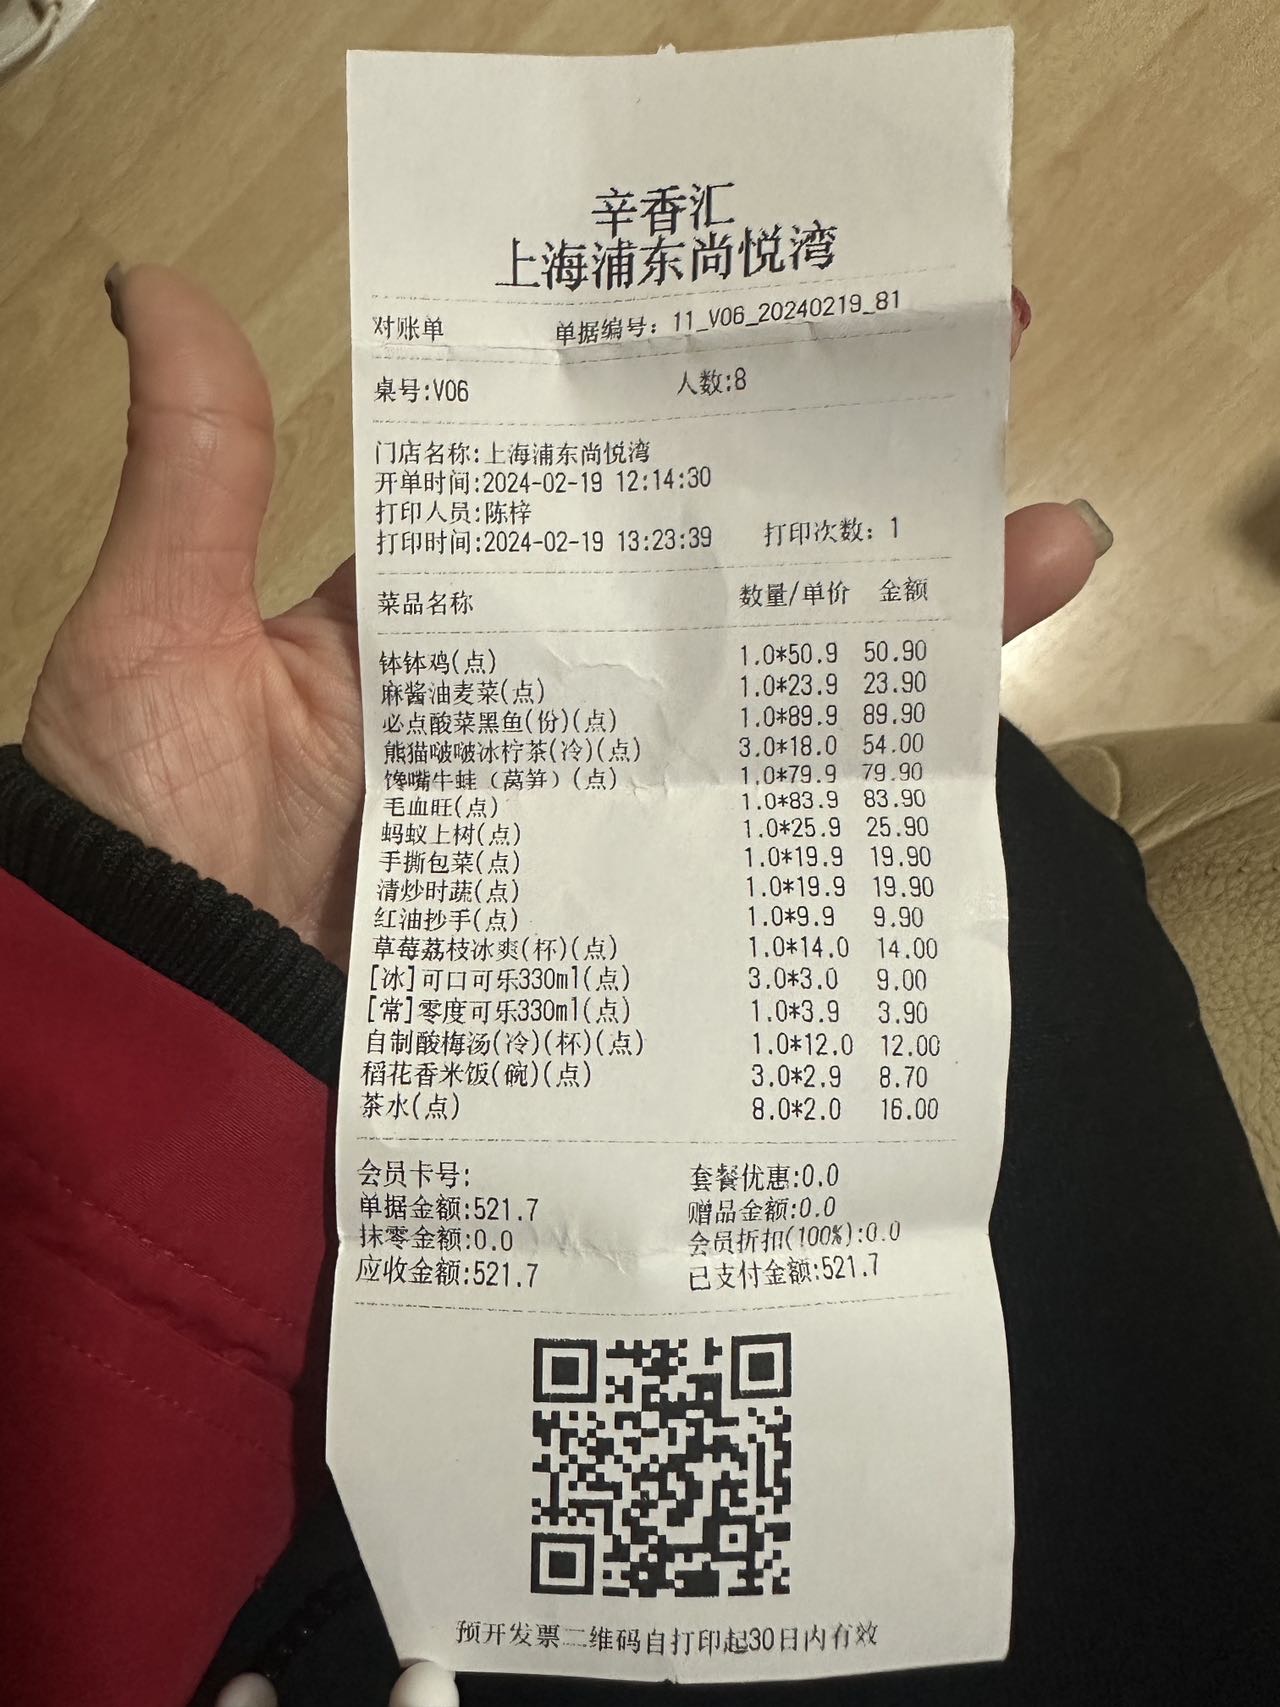 辛香汇
上海浦东尚悦湾
对账单 单据编号：11_V06_20240219_81
桌号:V06 人数:8
门店名称:上海浦东尚悦湾
开单时间:2024-02-19 12:14:30
打印人员:陈梓
打印时间:2024-02-19 13:23:39 打印次数：1
菜品名称 数量/单价 金额
钵钵鸡(点) 1.0*50.9 50.90
麻酱油麦菜(点) 1.0*23.9 23.90
必点酸菜黑鱼(份)(点) 1.0*89.9 89.90
熊猫啵啵冰柠茶(冷)(点) 3.0*18.0 54.00
馋嘴牛蛙（莴笋）(点) 1.0*79.9 79.90
毛血旺(点) 1.0*83.9 83.90
蚂蚁上树(点) 1.0*25.9 25.90
手撕包菜(点) 1.0*19.9 19.90
清炒时蔬(点) 1.0*19.9 19.90
红油抄手(点) 1.0*9.9 9.90
草莓荔枝冰爽(杯)(点) 1.0*14.0 14.00
[冰]可口可乐330ml(点) 3.0*3.0 9.00
[常]零度可乐330ml(点) 1.0*3.9 3.90
自制酸梅汤(冷)(杯)(点) 1.0*12.0 12.00
稻花香米饭(碗)(点) 3.0*2.9 8.70
茶水(点) 8.0*2.0 16.00
会员卡号: 套餐优惠:0.0
单据金额:521.7 赠品金额:0.0
抹零金额:0.0 会员折扣(100%):0.0
应收金额:521.7 已支付金额:521.7
预开发票二维码自打印起30日内有效